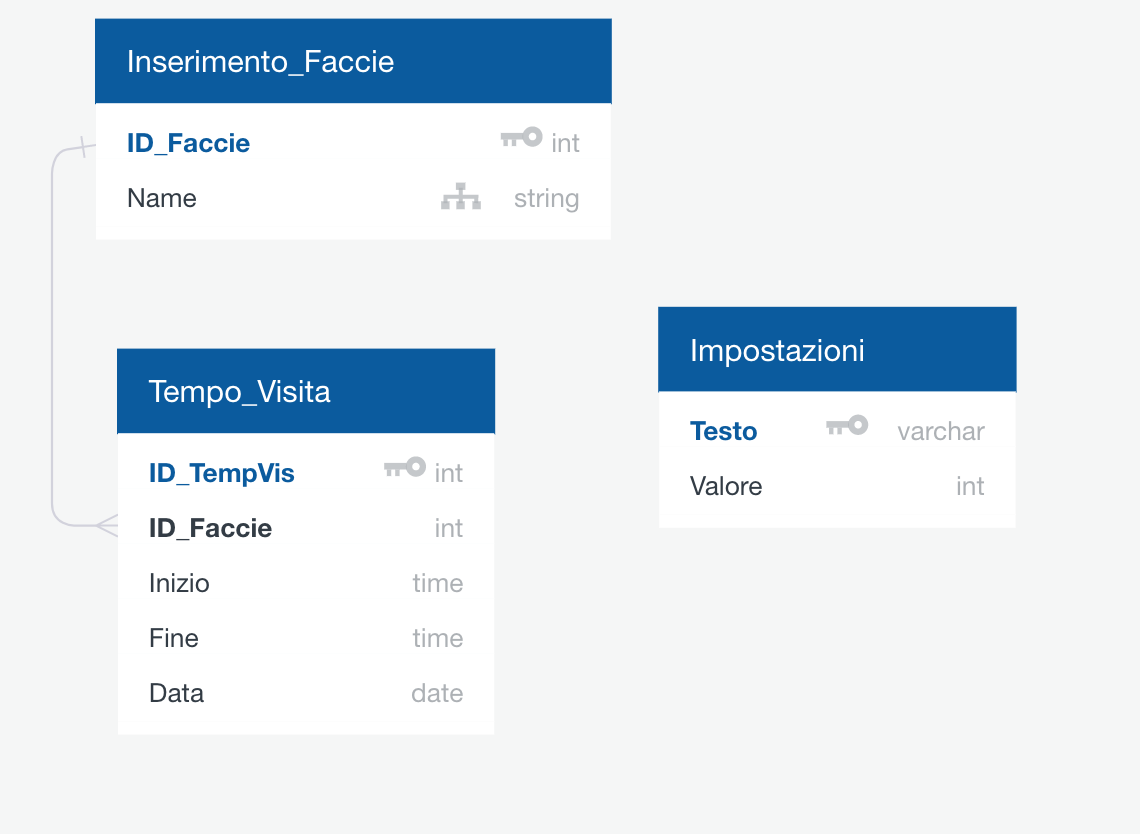 Inserimento_Faccie
ID_Faccie int
Name string
Tempo_Visita
ID_TempVis int
ID_Faccie int
Inizio time
Fine time
Data date
Impostazioni
Testo varchar
Valore int